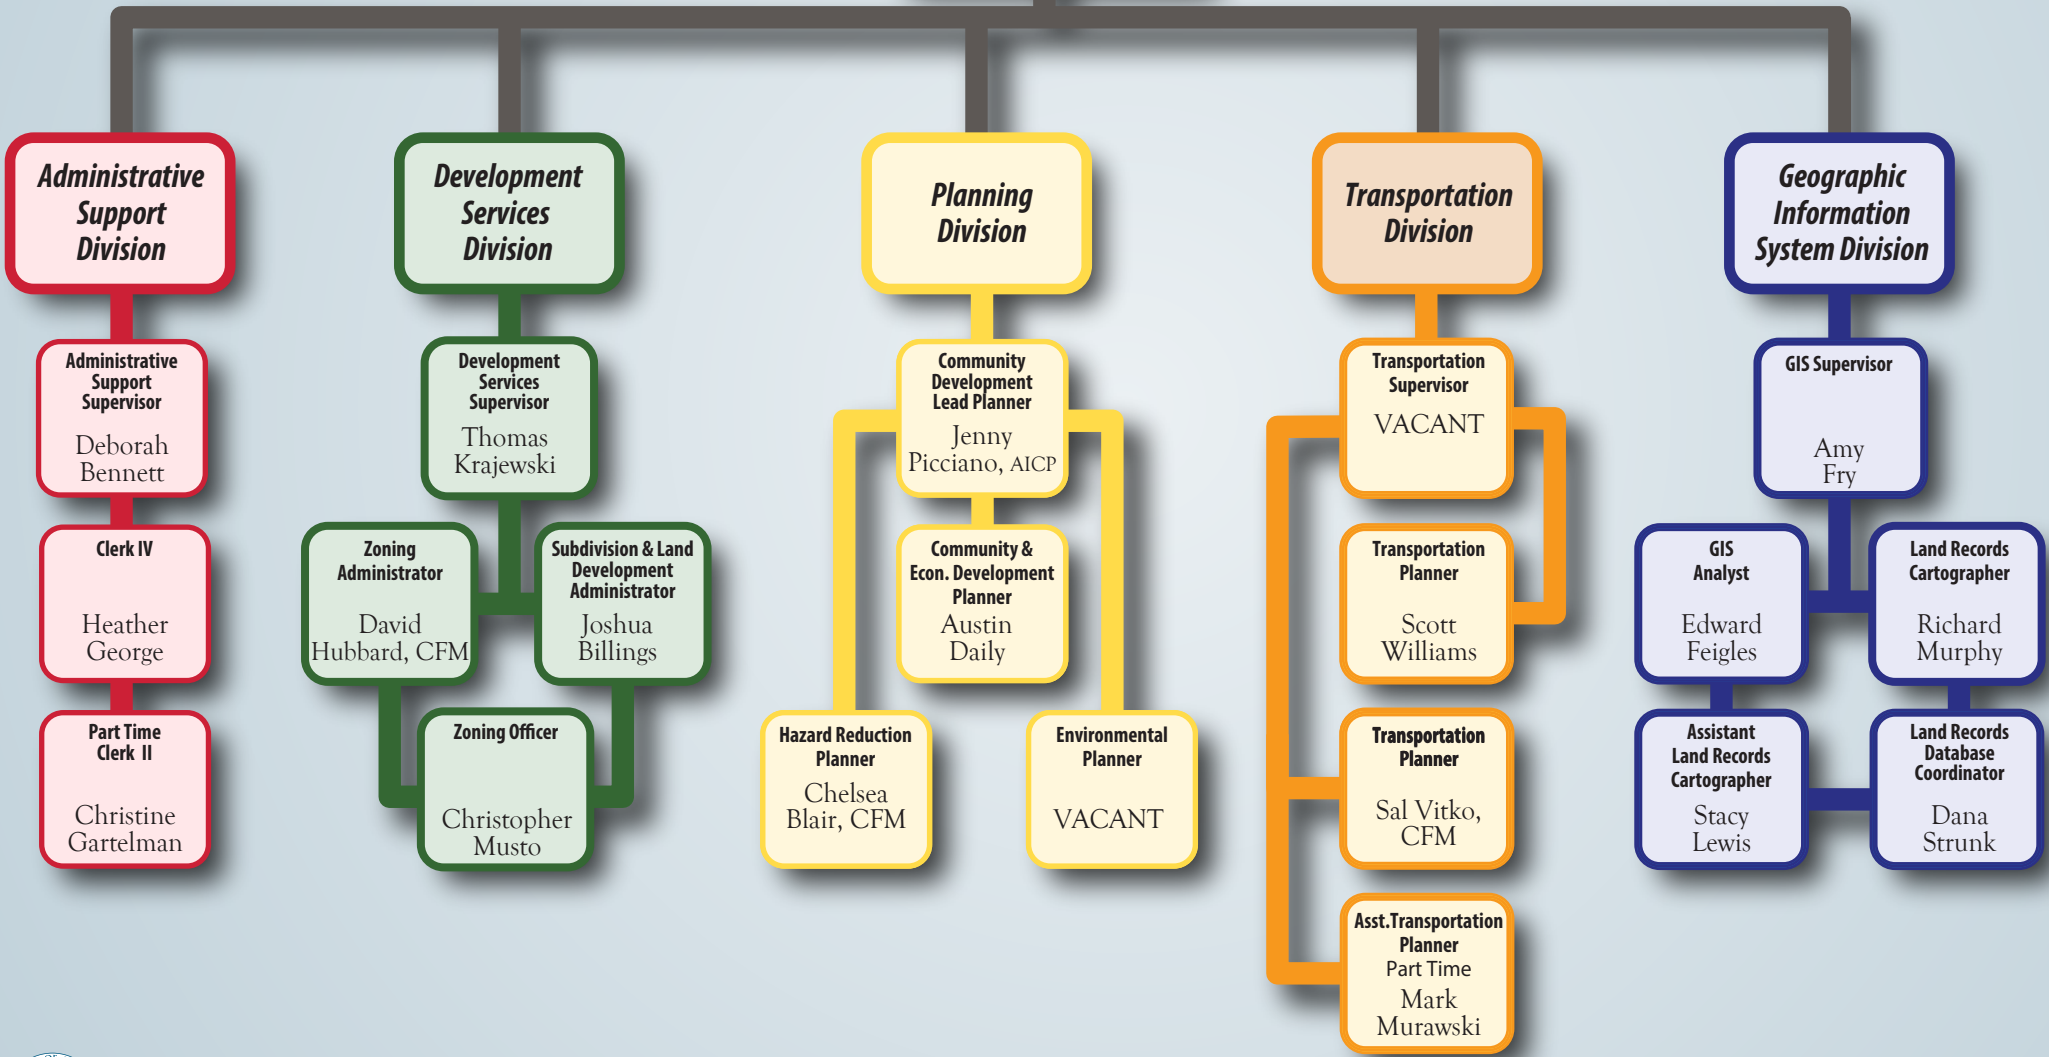 Administrative
Support
Division
Development
Services
Division
Planning
Division
Transportation
Division
Geographic
Information
System Division
Administrative
Support
Supervisor
Deborah
Bennett
Development
Services
Supervisor
Thomas
Krajewski
Community
Development
Lead Planner
Jenny
Picciano, AICP
Transportation
Supervisor
VACANT
GIS Supervisor
Amy
Fry
Clerk IV
Heather
George
Zoning
Administrator
David
Hubbard, CFM
Subdivision & Land
Development
Administrator
Joshua
Billings
Community &
Econ. Development
Planner
Austin
Daily
Transportation
Planner
Scott
Williams
GIS
Analyst
Edward
Feigles
Land Records
Cartographer
Richard
Murphy
Part Time
Clerk II
Christine
Gartelman
Zoning Officer
Christopher
Musto
Hazard Reduction
Planner
Chelsea
Blair, CFM
Environmental
Planner
VACANT
Transportation
Planner
Sal Vitko,
CFM
Assistant
Land Records
Cartographer
Stacy
Lewis
Land Records
Database
Coordinator
Dana
Strunk
Asst.Transportation
Planner
Part Time
Mark
Murawski